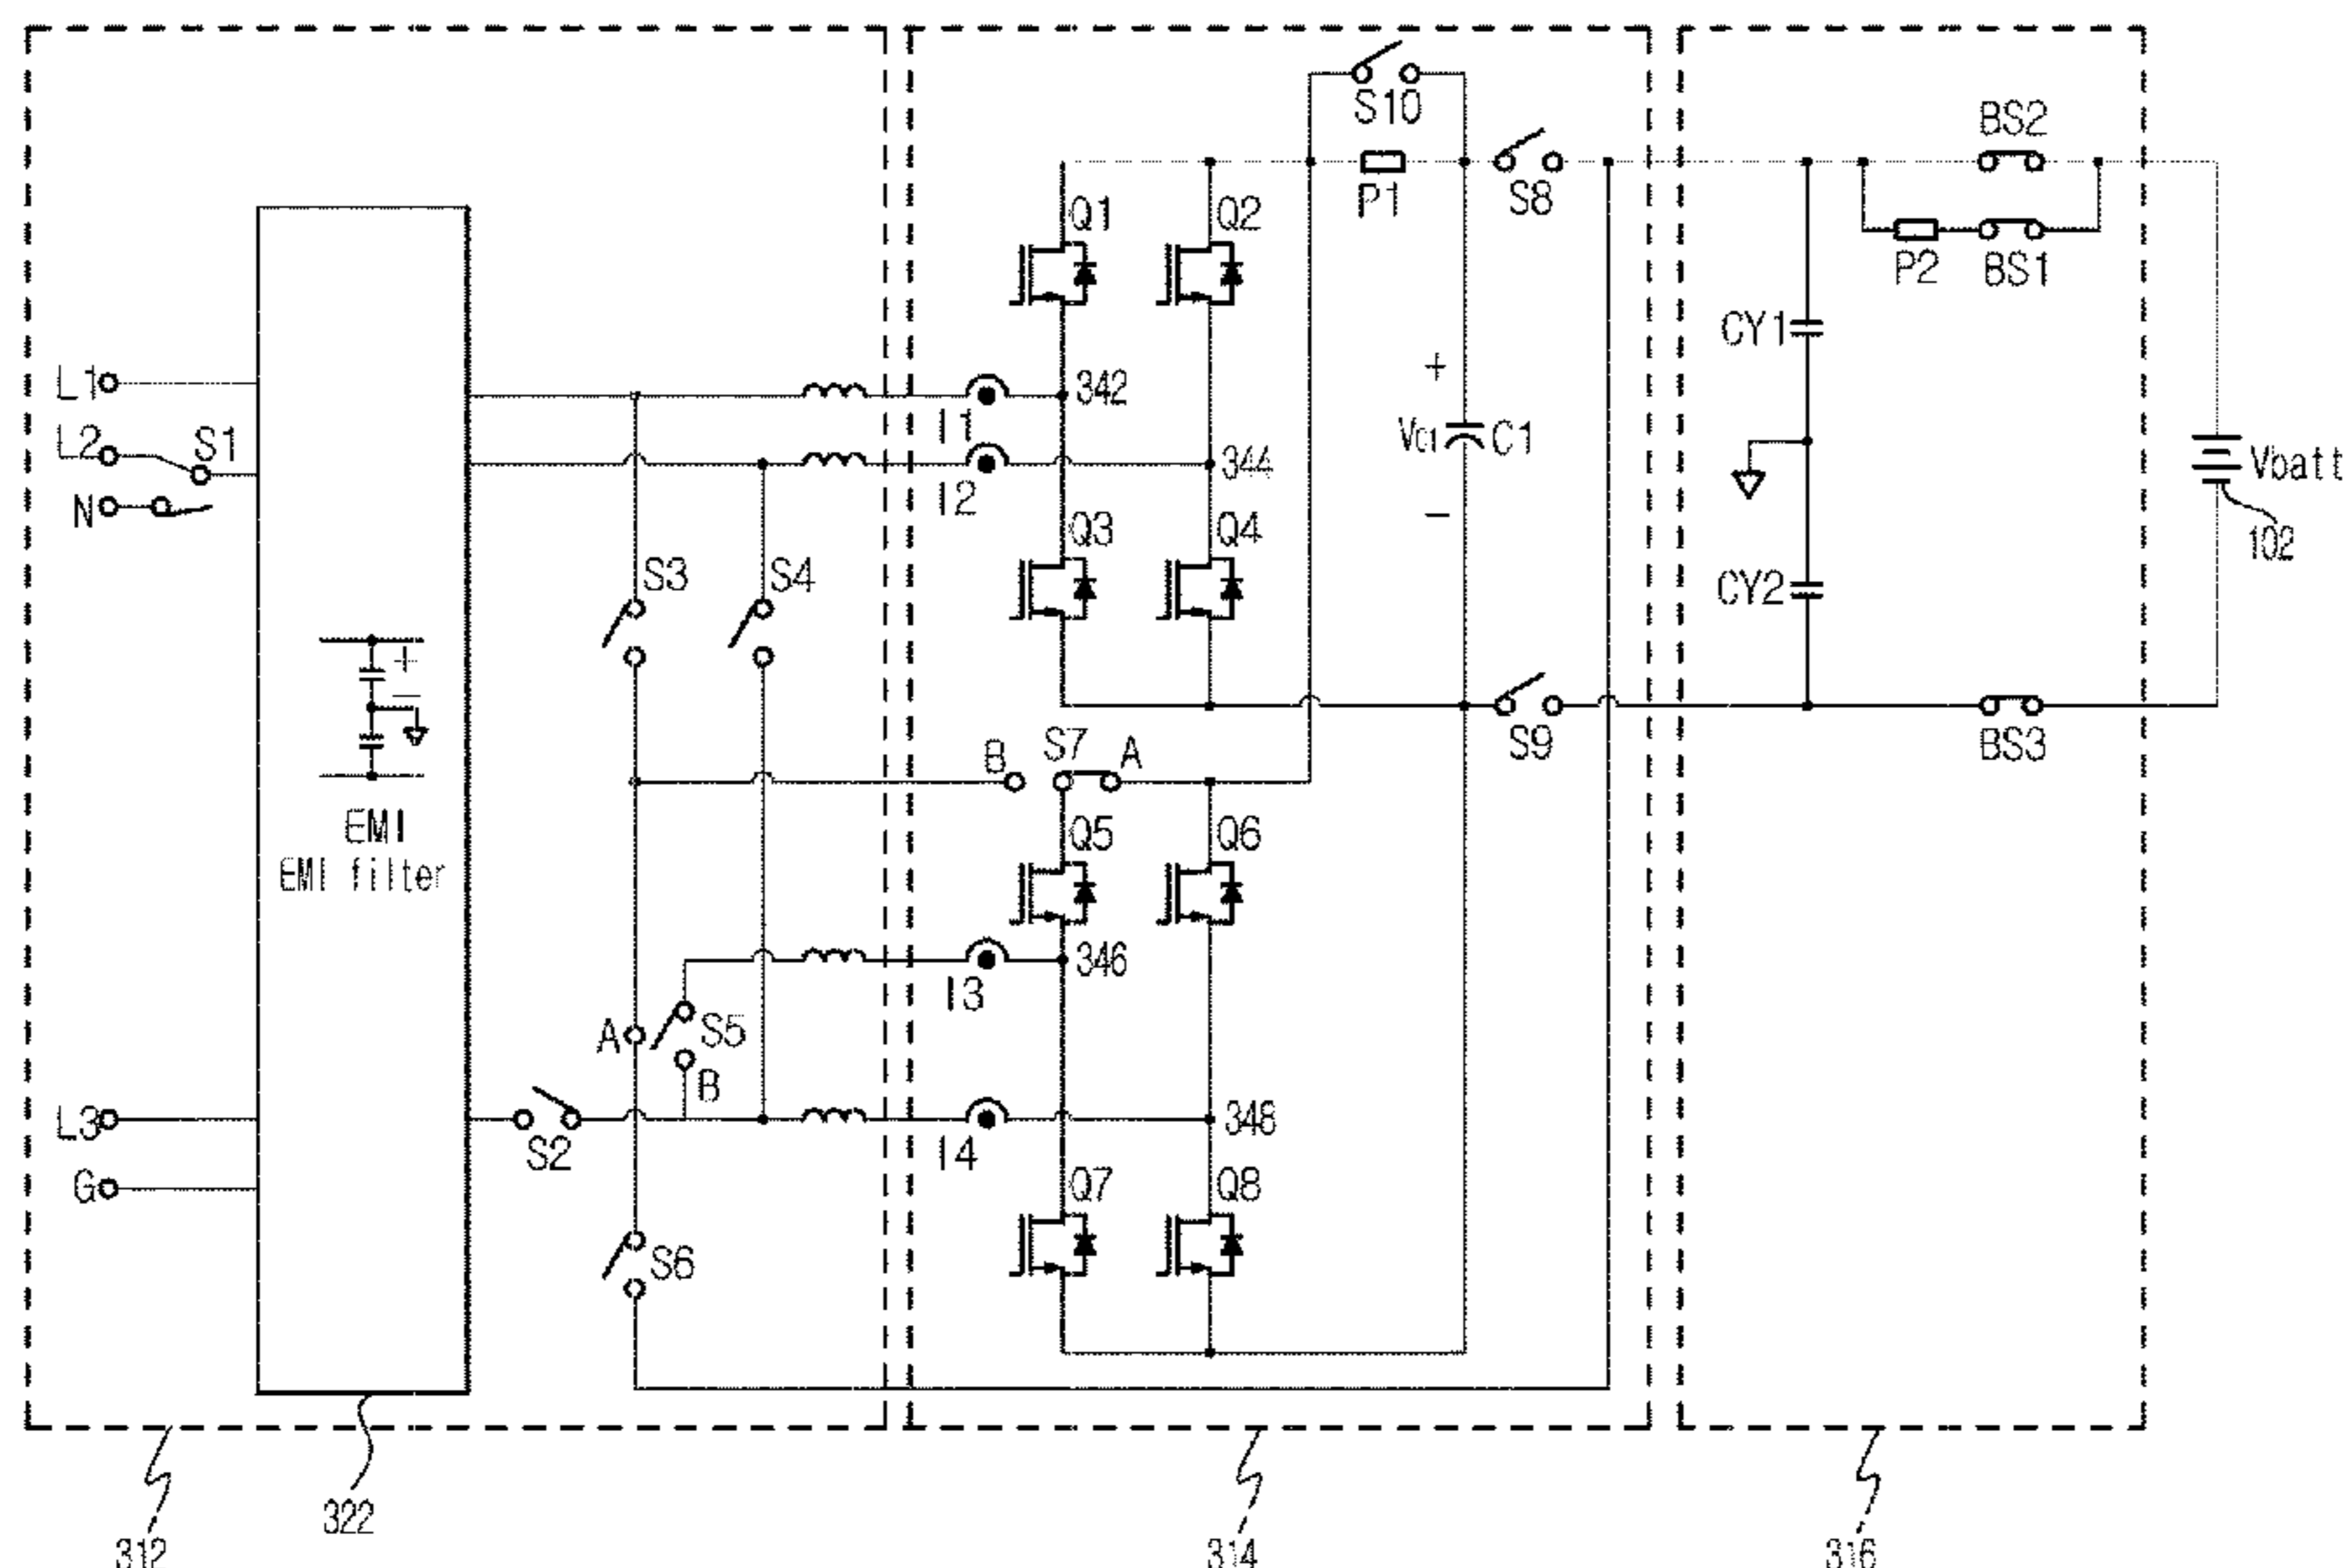 S10
BS2
P1
S8
Q1
Q2
P2
BS1
L1
342
CY1
+
VC1
C1
L2
S1
I1
344
Vbatt
N
I2
−
102
Q3
Q4
S3
S4
CY2
+
−
B
S7
A
S9
BS3
EMI
EMI filter
Q5
Q6
346
I3
A
S5
B
L3
S2
I4
348
G
Q7
Q8
S6
322
312
314
316